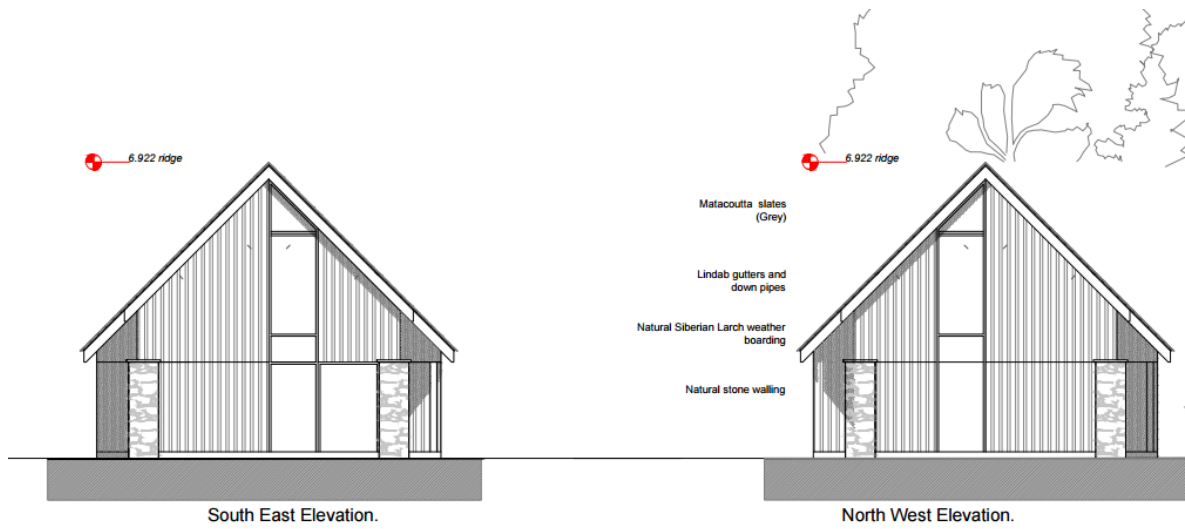 6.922 ridge
6.922 ridge
Matacoutta slates
(Grey)
Lindab gutters and
down pipes
Natural Siberian Larch weather
boarding
Natural stone walling
South East Elevation.
North West Elevation.